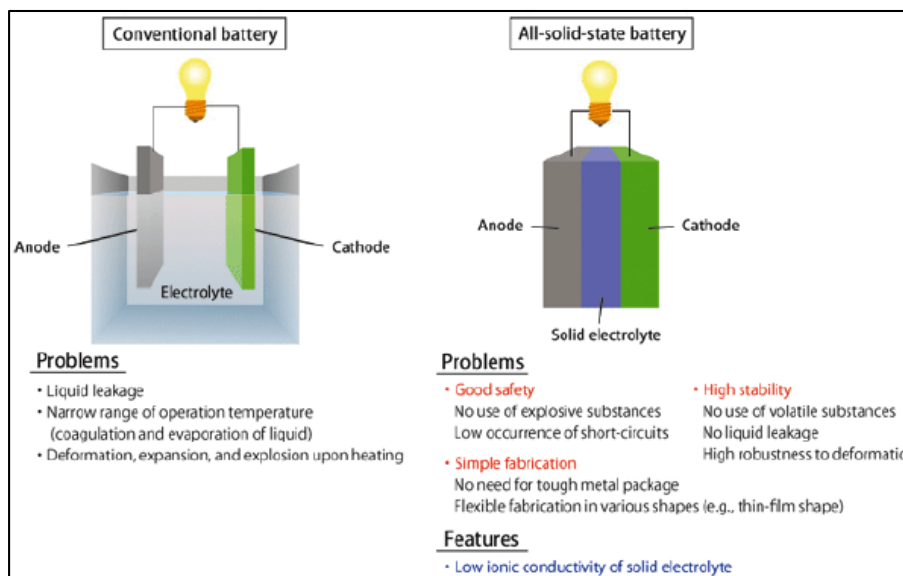 Conventional battery
Anode
Cathode
Electrolyte
Problems
• Liquid leakage
• Narrow range of operation temperature
(coagulation and evaporation of liquid)
• Deformation, expansion, and explosion upon heating
All-solid-state battery
Anode
Cathode
Solid electrolyte
Problems
• Good safety
No use of explosive substances
Low occurrence of short-circuits
• Simple fabrication
No need for tough metal package
Flexible fabrication in various shapes (e.g., thin-film shape)
• High stability
No use of volatile substances
No liquid leakage
High robustness to deformatio
Features
• Low ionic conductivity of solid electrolyte